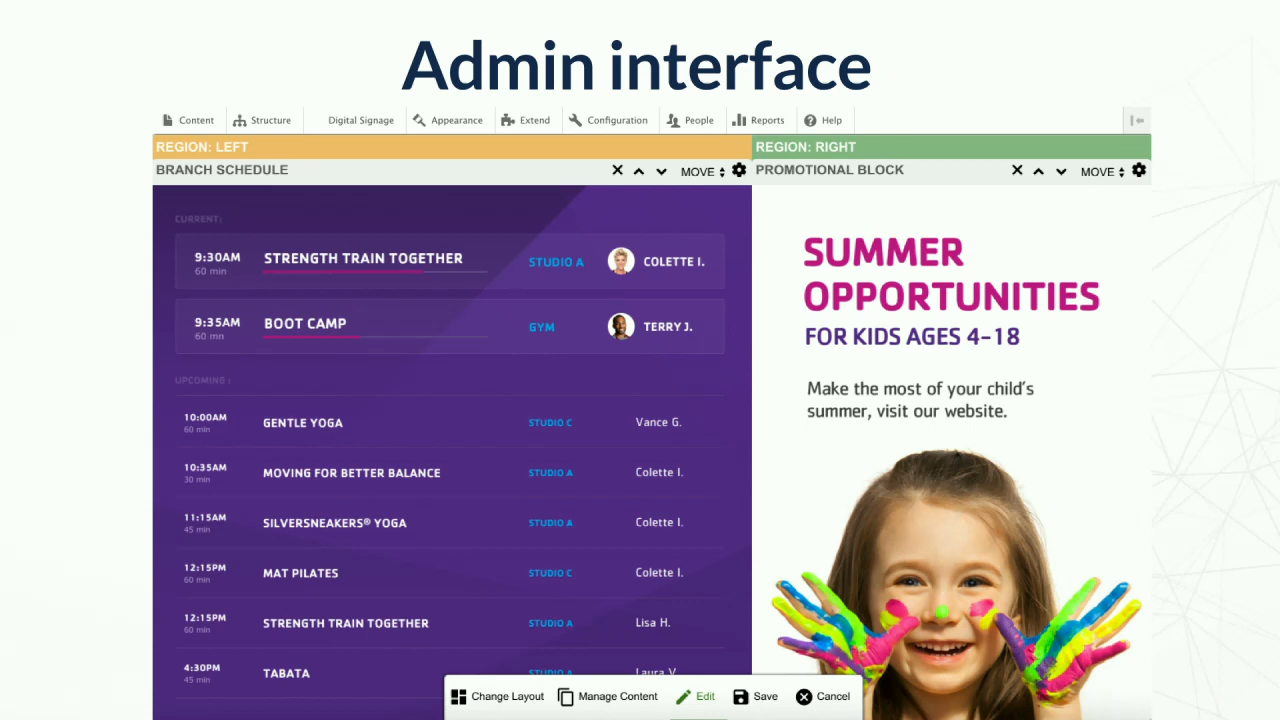 Admin interface
Content Structure Digital Signage Appearance Extend Configuration People Reports Help
REGION: LEFT
BRANCH SCHEDULE MOVE
CURRENT:
9:30AM STRENGTH TRAIN TOGETHER STUDIO A COLETTE I.
60 min
9:35AM BOOT CAMP GYM TERRY J.
60 mn
UPCOMING :
10:00AM GENTLE YOGA STUDIO C Vance G.
60 min
10:35AM MOVING FOR BETTER BALANCE STUDIO A Colette I.
30 min
11:15AM SILVERSNEAKERS® YOGA STUDIO A Colette I.
45 min
12:15PM MAT PILATES STUDIO C Colette I.
60 min
12:15PM STRENGTH TRAIN TOGETHER STUDIO A Lisa H.
60 min
4:30PM TABATA STUDIO A Laura V.
45 min
REGION: RIGHT
PROMOTIONAL BLOCK MOVE
SUMMER
OPPORTUNITIES
FOR KIDS AGES 4-18
Make the most of your child's
summer, visit our website.
Change Layout Manage Content Edit Save Cancel